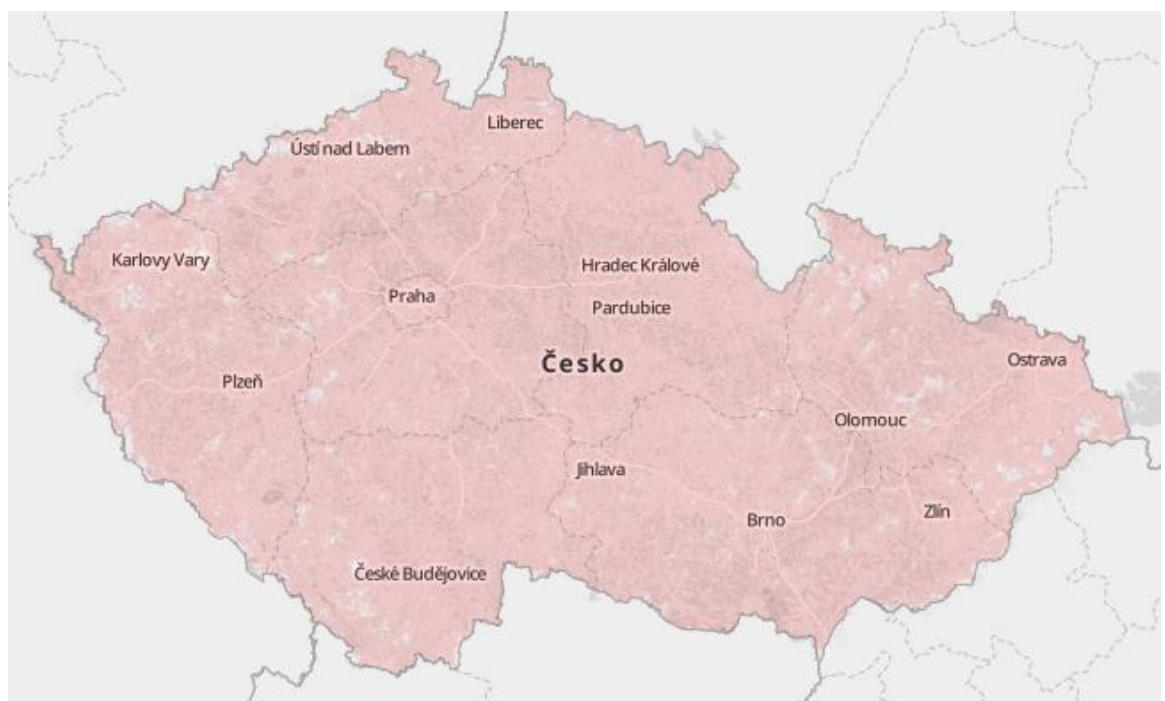 Liberec
Ústí nad Labem
Karlovy Vary
Hradec Králové
Praha
Pardubice
Česko
Ostrava
Plzeň
Olomouc
Jihlava
Zlín
Brno
České Budějovice